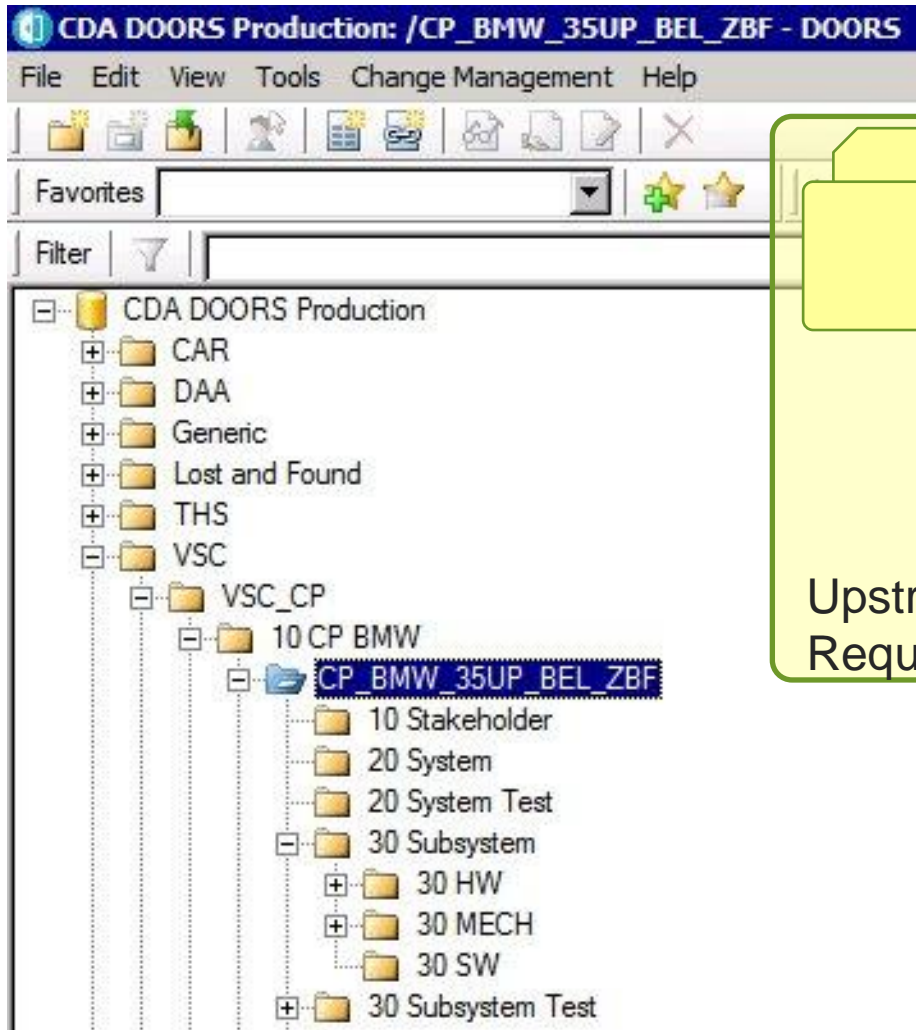 CDA DOORS Production: /CP_BMW_35UP_BEL_ZBF - DOORS
File Edit View Tools Change Management Help
Favorites
Filter
CDA DOORS Production
CAR
DAA
Generic
Lost and Found
THS
VSC
VSC_CP
10 CP BMW
CP_BMW_35UP_BEL_ZBF
10 Stakeholder
20 System
20 System Test
30 Subsystem
30 HW
30 MECH
30 SW
30 Subsystem Test